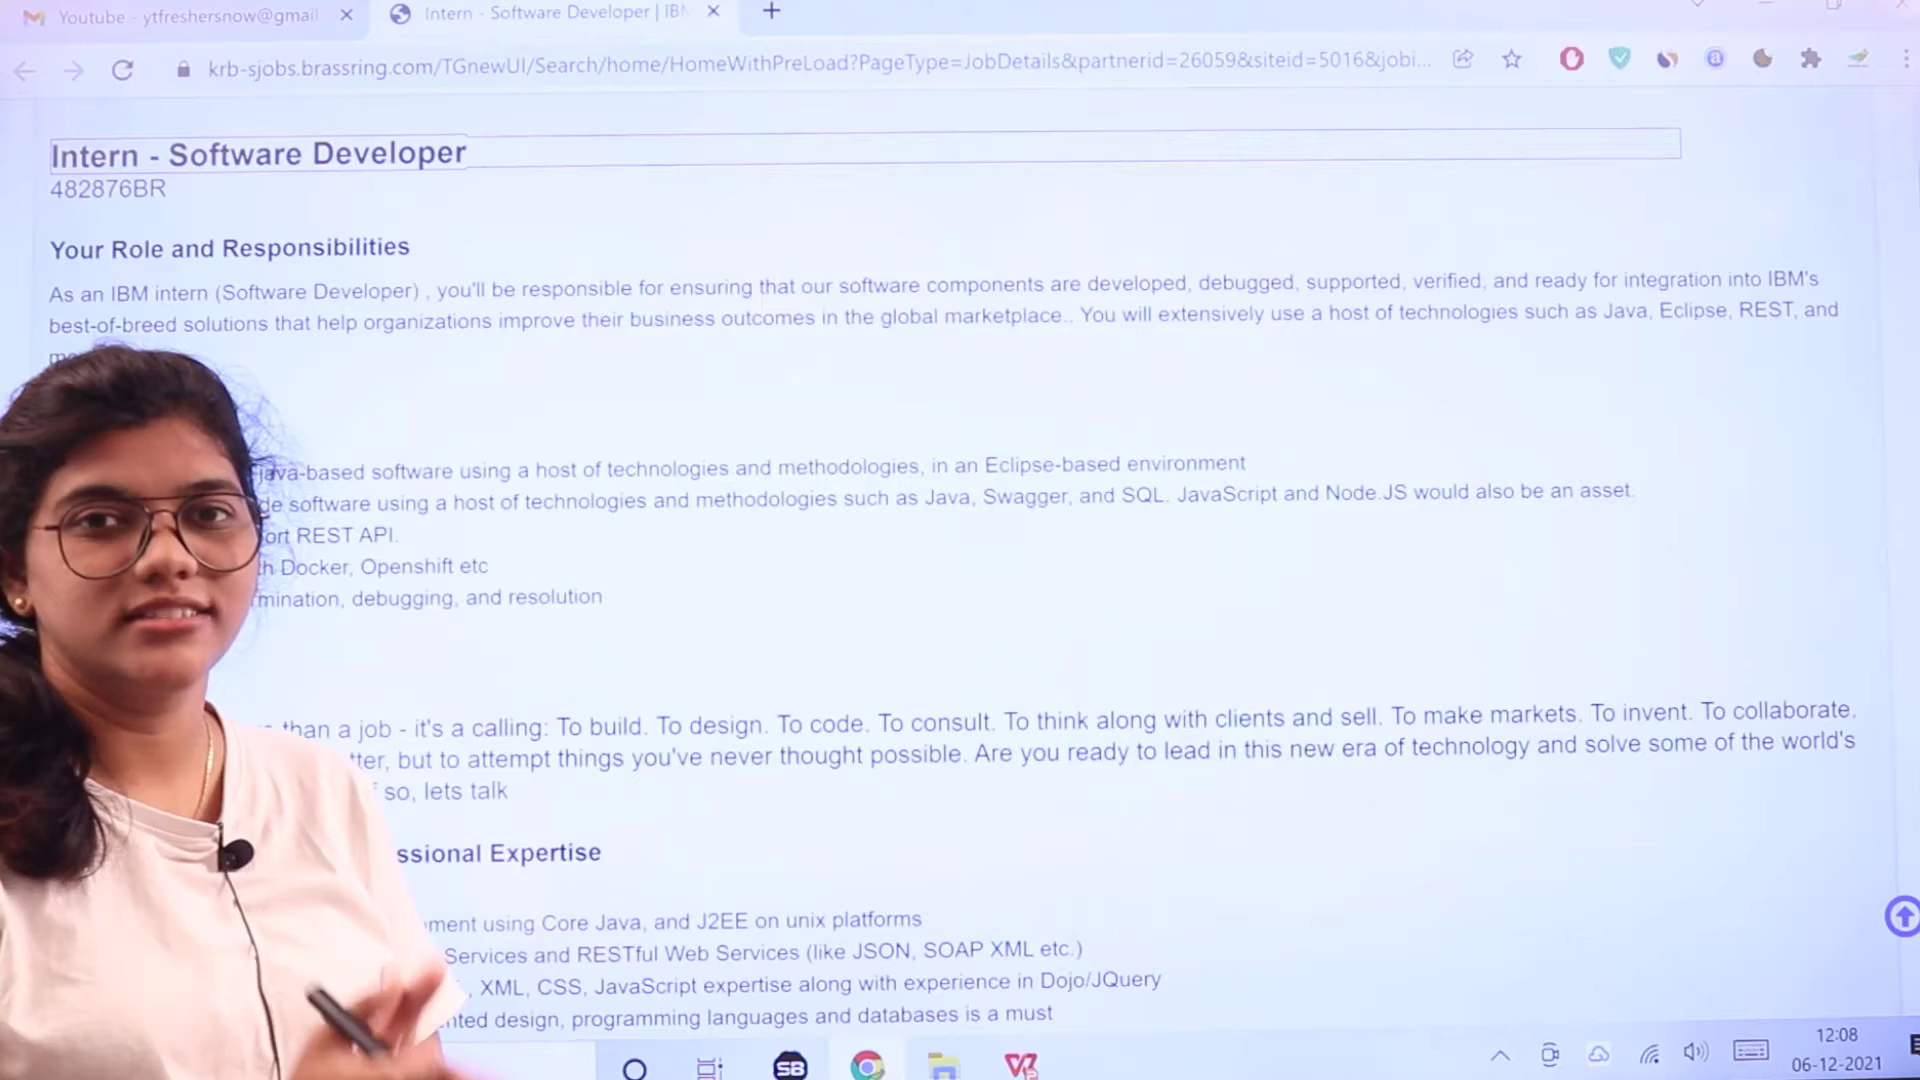 Youtube - ytfreshersnow@gmail
Intern - Software Developer | IBM
krb-sjobs.brassring.com/TGnewUI/Search/home/HomeWithPreLoad?PageType=JobDetails&partnerid=26059&siteid=5016&jobi...
Intern - Software Developer
482876BR
Your Role and Responsibilities
As an IBM intern (Software Developer) , you'll be responsible for ensuring that our software components are developed, debugged, supported, verified, and ready for integration into IBM's
best-of-breed solutions that help organizations improve their business outcomes in the global marketplace.. You will extensively use a host of technologies such as Java, Eclipse, REST, and
java-based software using a host of technologies and methodologies, in an Eclipse-based environment
de software using a host of technologies and methodologies such as Java, Swagger, and SQL. JavaScript and Node.JS would also be an asset.
ort REST API.
h Docker, Openshift etc
mination, debugging, and resolution
than a job - it's a calling: To build. To design. To code. To consult. To think along with clients and sell. To make markets. To invent. To collaborate.
tter, but to attempt things you've never thought possible. Are you ready to lead in this new era of technology and solve some of the world's
so, lets talk
ssional Expertise
ment using Core Java, and J2EE on unix platforms
Services and RESTful Web Services (like JSON, SOAP XML etc.)
, XML, CSS, JavaScript expertise along with experience in Dojo/JQuery
nted design, programming languages and databases is a must
SB
12:08
06-12-2021